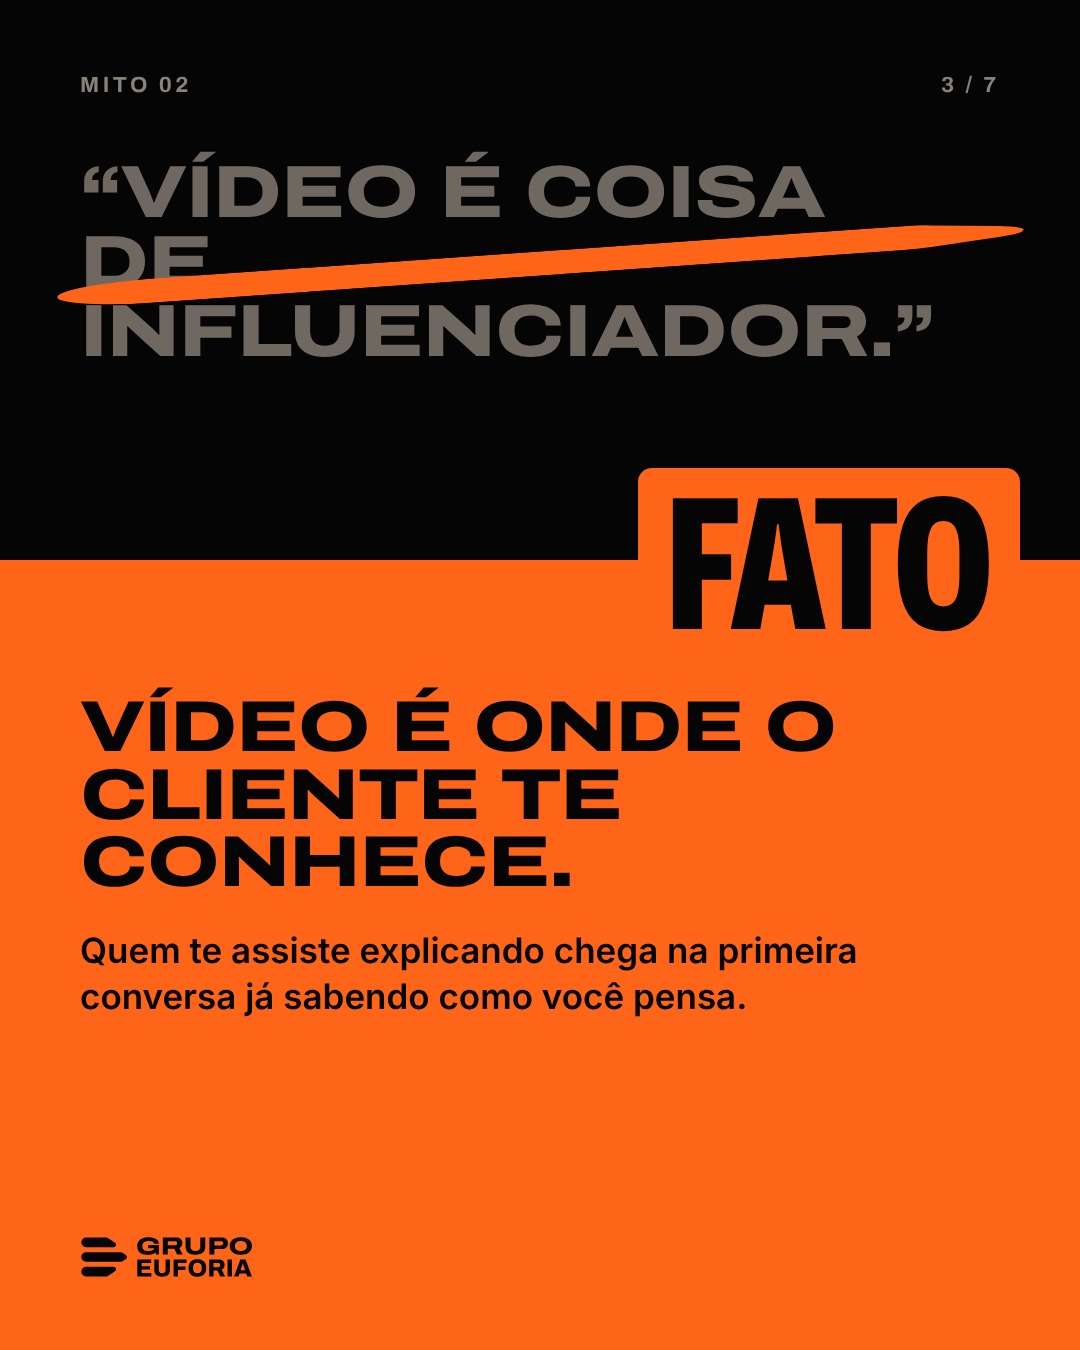 MITO 02
3 / 7
“VÍDEO É COISA
DE
INFLUENCIADOR.”
FATO
VÍDEO É ONDE O
CLIENTE TE
CONHECE.
Quem te assiste explicando chega na primeira
conversa já sabendo como você pensa.
GRUPO
EUFORIA